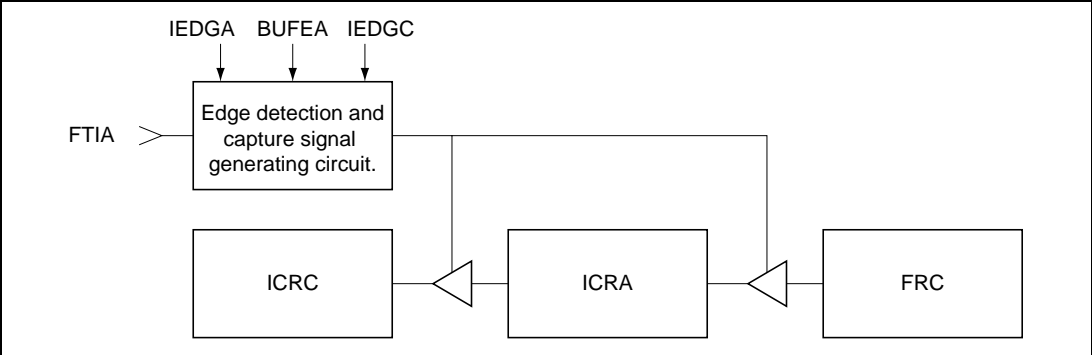 IEDGA BUFEA IEDGC
FTIA
Edge detection and
capture signal
generating circuit.
ICRC ICRA FRC